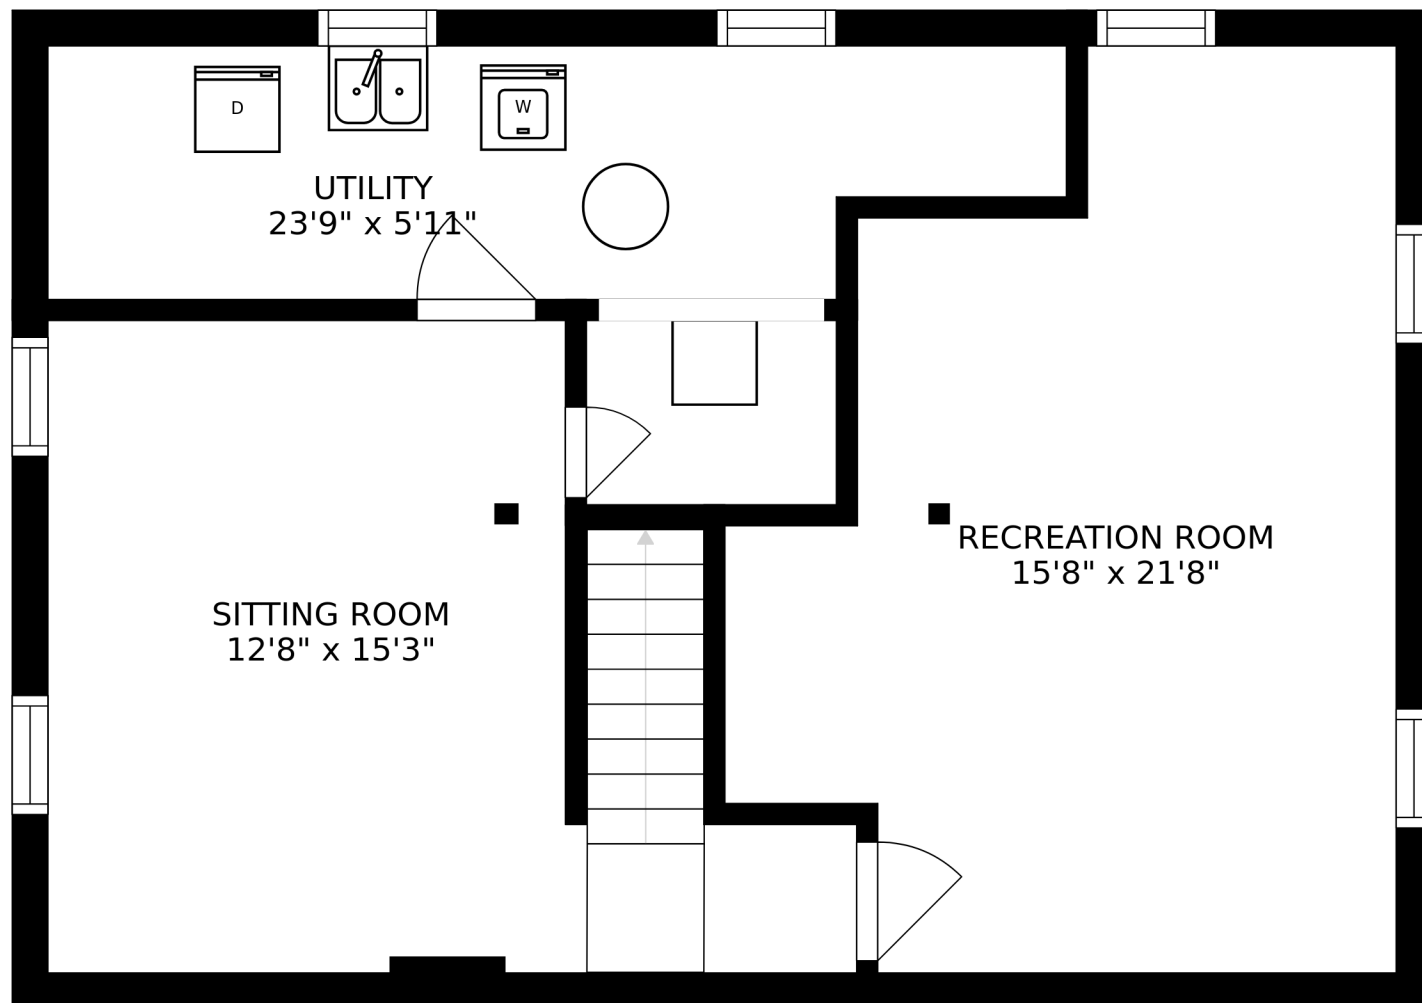 D
W
UTILITY
23'9" x 5'11"
RECREATION ROOM
15'8" x 21'8"
SITTING ROOM
12'8" x 15'3"